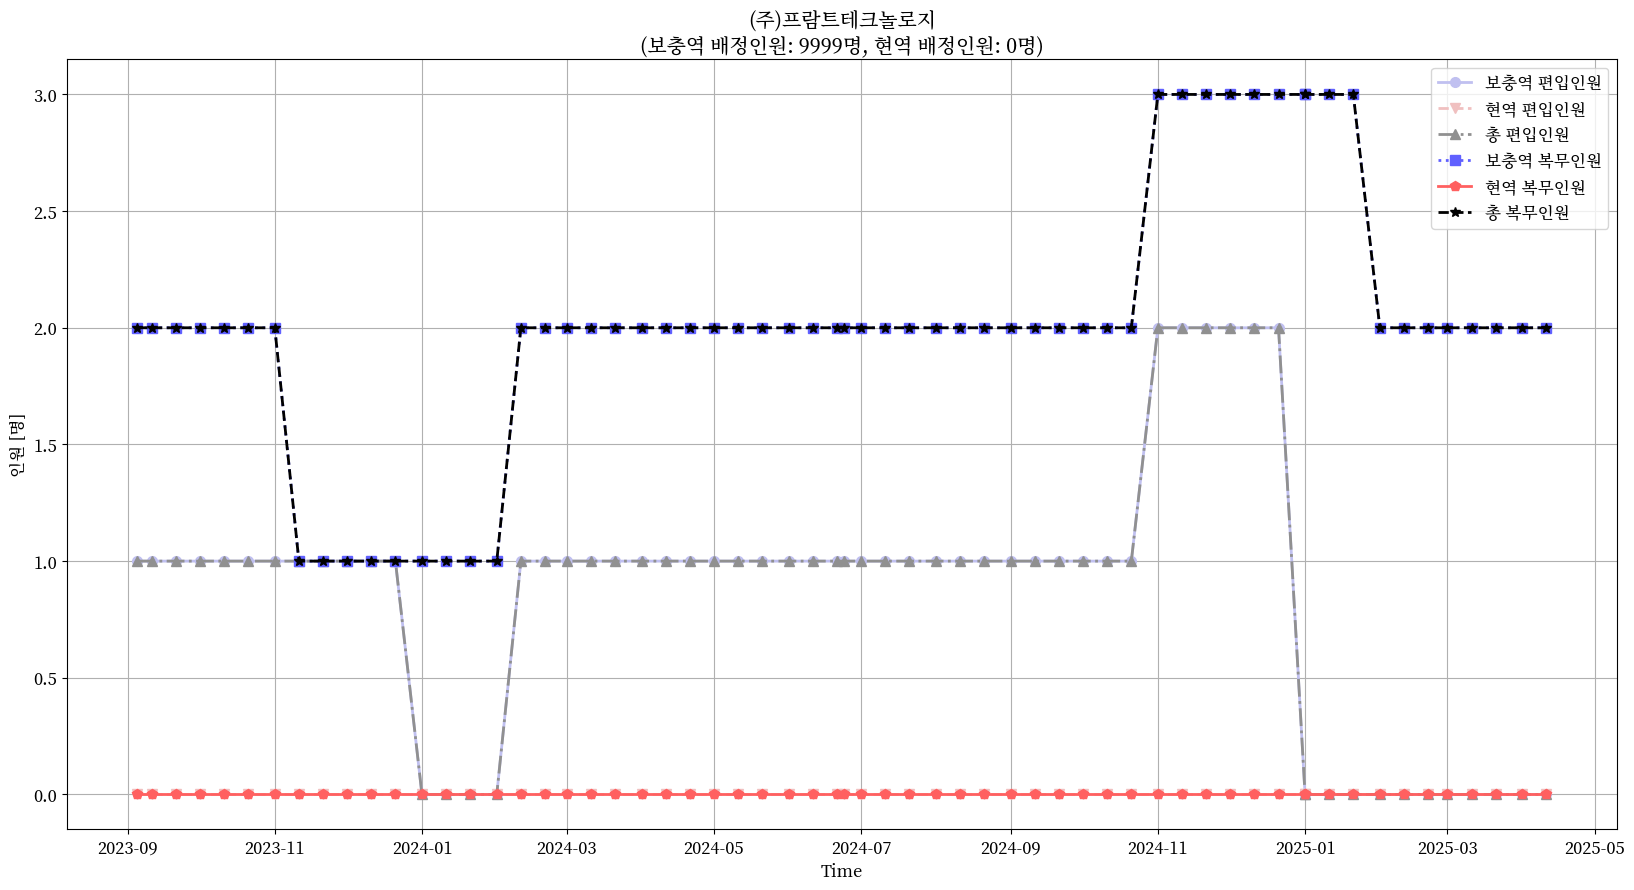 (주)프람트테크놀로지
(보충역 배정인원: 9999명, 현역 배정인원: 0명)
3.0
2.5
2.0
1.5
1.0
0.5
0.0
인원 [명]
보충역 편입인원
현역 편입인원
총 편입인원
보충역 복무인원
현역 복무인원
총 복무인원
2023-09 2023-11 2024-01 2024-03 2024-05 2024-07 2024-09 2024-11 2025-01 2025-03 2025-05
Time